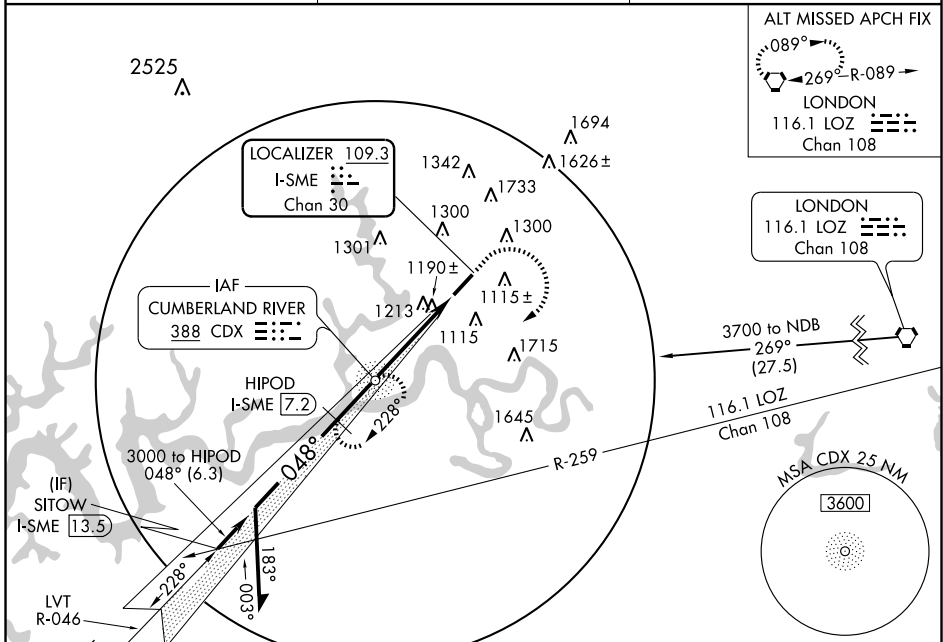 ALT MISSED APCH FIX
089°
269°
R-089
LONDON
116.1 LOZ
Chan 108
2525
1694
1626±
1342
1733
LOCALIZER 109.3
I-SME
Chan 30
1300
1300
1301
LONDON
116.1 LOZ
Chan 108
1190±
1213
1115±
1115
1715
IAF
CUMBERLAND RIVER
388 CDX
3700 to NDB
269°
(27.5)
HIPOD
I-SME 7.2
228°
1645
116.1 LOZ
Chan 108
R-259
048°
3000 to HIPOD
048° (6.3)
(IF)
SITOW
I-SME 13.5
MSA CDX 25 NM
3600
183°
003°
228°
LVT
R-046